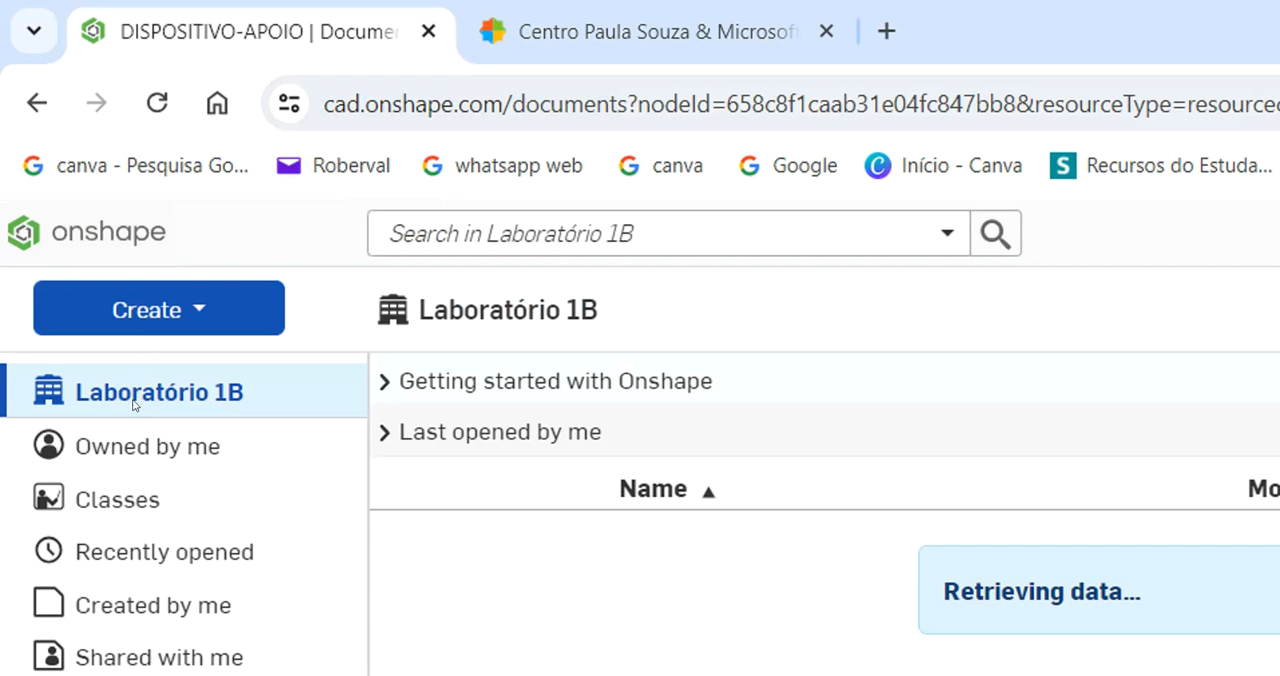 DISPOSITIVO-APOIO | Documen
Centro Paula Souza & Microsoft
cad.onshape.com/documents?nodeId=658c8f1caab31e04fc847bb8&resourceType=resourcec
canva - Pesquisa Go... Roberval whatsapp web canva Google Início - Canva Recursos do Estuda...
onshape
Search in Laboratório 1B
Create
Laboratório 1B
Laboratório 1B
Owned by me
Classes
Recently opened
Created by me
Shared with me
Getting started with Onshape
Last opened by me
Name Mo
Retrieving data...